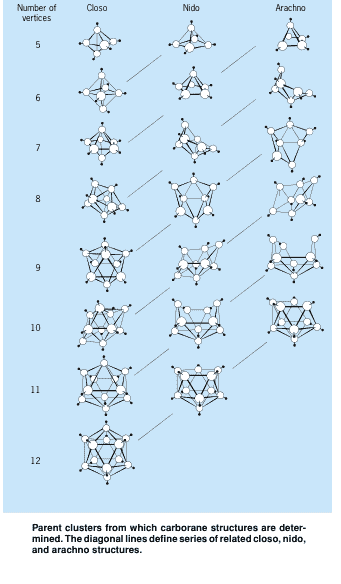 Number of vertices Closo Nido Arachno
5
6
7
8
9
10
11
12
Parent clusters from which carborane structures are deter-
mined. The diagonal lines define series of related closo, nido,
and arachno structures.